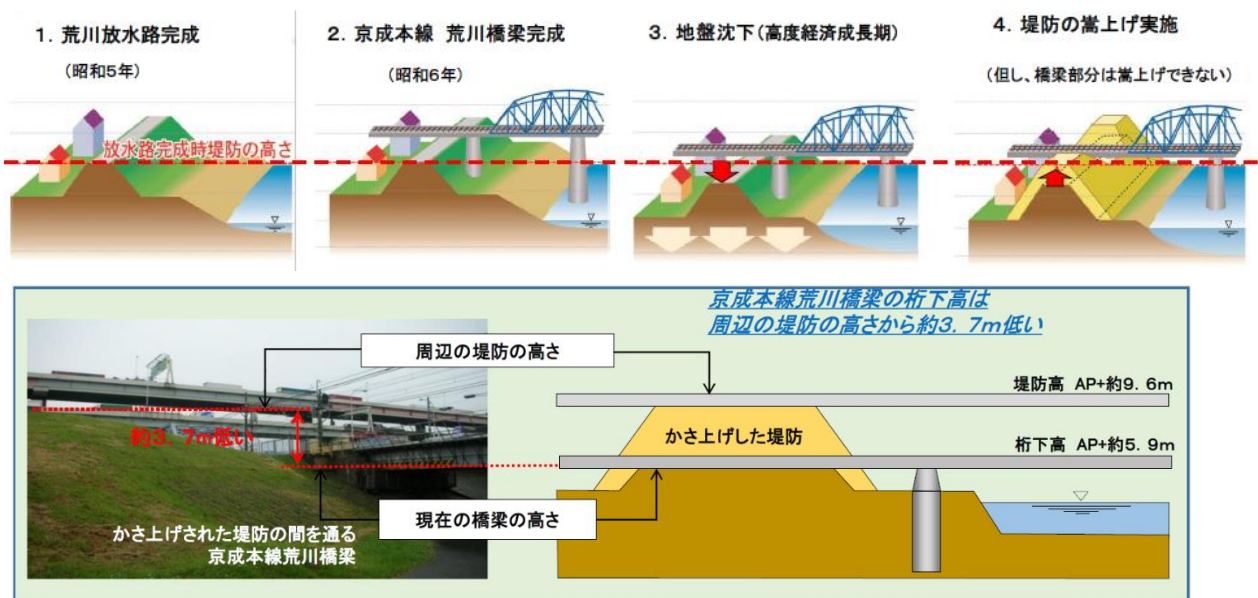 1. 荒川放水路完成
(昭和5年)
放水路完成時堤防の高さ
2. 京成本線 荒川橋梁完成
(昭和6年)
3. 地盤沈下(高度経済成長期)
4. 堤防の嵩上げ実施
(但し、橋梁部分は嵩上げできない)
京成本線荒川橋梁の桁下高は
周辺の堤防の高さから約3.7m低い
周辺の堤防の高さ
約3.7m低い
現在の橋梁の高さ
かさ上げされた堤防の間を通る
京成本線荒川橋梁
堤防高 AP+約9.6m
かさ上げした堤防
桁下高 AP+約5.9m